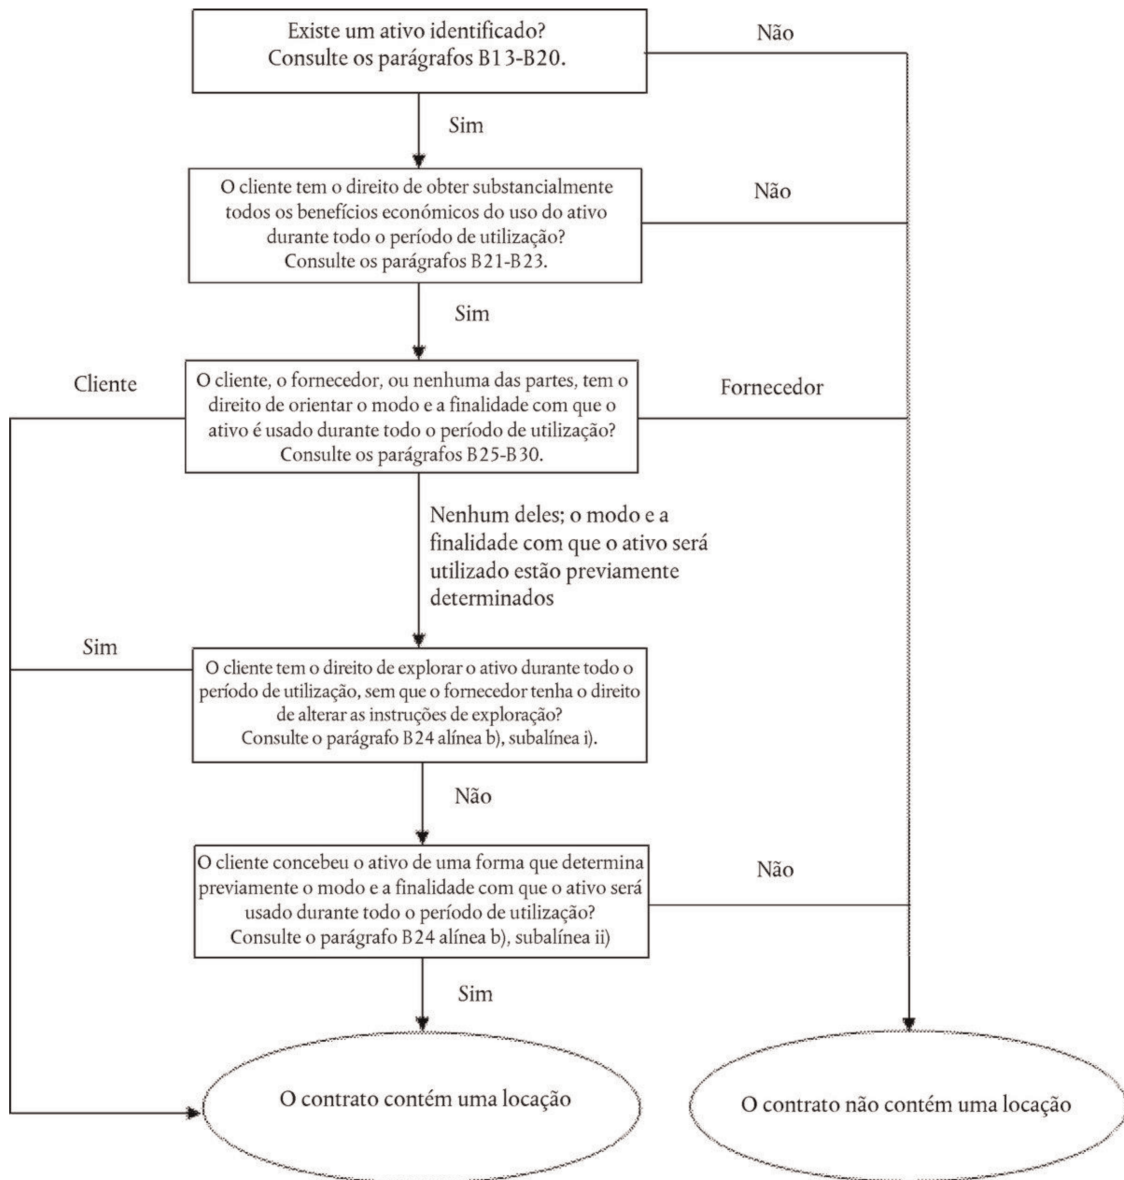 Existe um ativo identificado?
Consulte os parágrafos B13-B20.
Não
Sim
O cliente tem o direito de obter substancialmente
todos os benefícios económicos do uso do ativo
durante todo o período de utilização?
Consulte os parágrafos B21-B23.
Não
Sim
Cliente
O cliente, o fornecedor, ou nenhuma das partes, tem o
direito de orientar o modo e a finalidade com que o
ativo é usado durante todo o período de utilização?
Consulte os parágrafos B25-B30.
Fornecedor
Nenhum deles; o modo e a
finalidade com que o ativo será
utilizado estão previamente
determinados
Sim
O cliente tem o direito de explorar o ativo durante todo o
período de utilização, sem que o fornecedor tenha o direito
de alterar as instruções de exploração?
Consulte o parágrafo B24 alínea b), subalínea i).
Não
O cliente concebeu o ativo de uma forma que determina
previamente o modo e a finalidade com que o ativo será
usado durante todo o período de utilização?
Consulte o parágrafo B24 alínea b), subalínea ii)
Não
Sim
O contrato contém uma locação
O contrato não contém uma locação